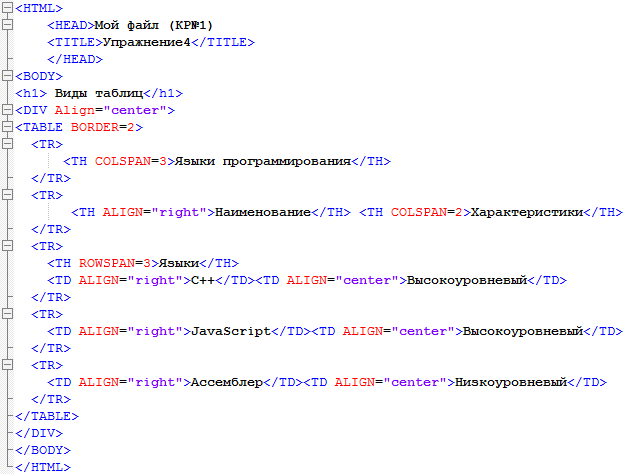 <HTML>
<HEAD>Мой файл (КР№1)
<TITLE>Упражнение4</TITLE>
</HEAD>
<BODY>
<h1> Виды таблиц</h1>
<DIV Align="center">
<TABLE BORDER=2>
<TR>
<TH COLSPAN=3>Языки программирования</TH>
</TR>
<TR>
<TH ALIGN="right">Наименование</TH> <TH COLSPAN=2>Характеристики</TH>
</TR>
<TR>
<TH ROWSPAN=3>Языки</TH>
<TD ALIGN="right">C++</TD><TD ALIGN="center">Высокоуровневый</TD>
</TR>
<TR>
<TD ALIGN="right">JavaScript</TD><TD ALIGN="center">Высокоуровневый</TD>
</TR>
<TR>
<TD ALIGN="right">Ассемблер</TD><TD ALIGN="center">Низкоуровневый</TD>
</TR>
</TABLE>
</DIV>
</BODY>
</HTML>